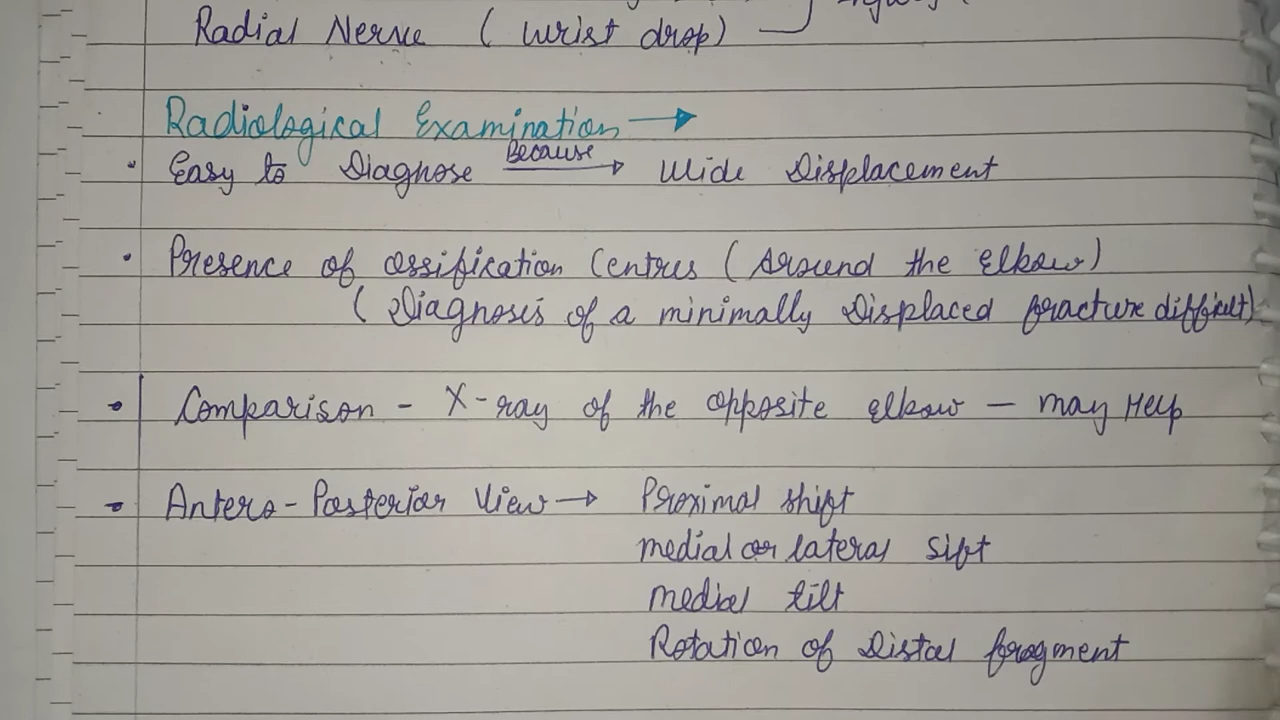 Radial Nerve ( wrist drop)
Radiological Examination →
• Easy to Diagnose Because → Wide Displacement
• Presence of ossification Centres ( Around the Elbow)
( Diagnosis of a minimally Displaced fracture difficult)
• Comparison - X-ray of the opposite elbow - may Help
• Antero-Posterior View → Proximal shift
medial or lateral sift
medial tilt
Rotation of Distal fragment